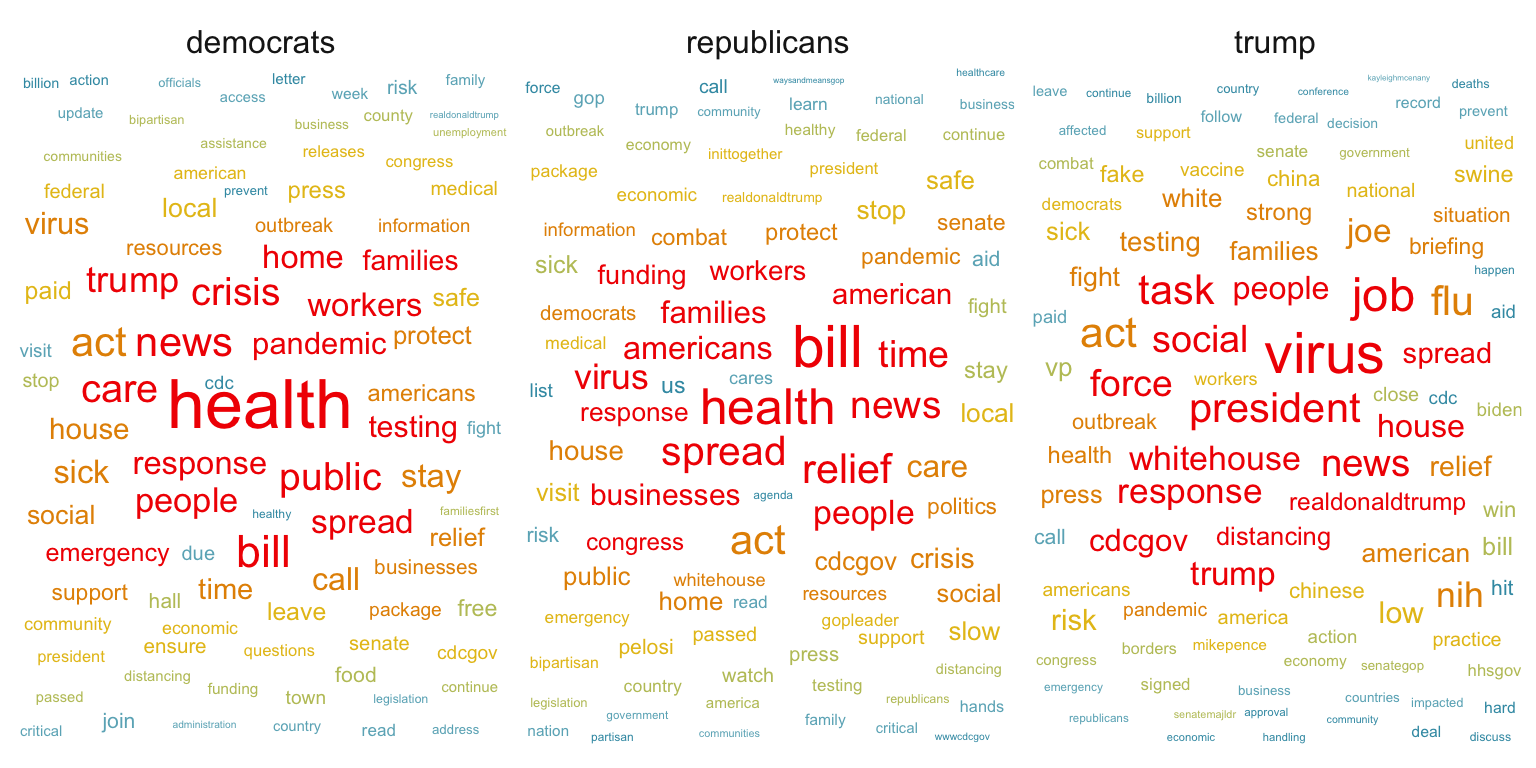 democrats
billion action officials letter risk family
access week
update bipartisan business county realdonaldtrump
unemployment
communities assistance releases congress
american
federal prevent press medical
local
virus outbreak information
resources home families
paid trump crisis workers safe
visit act news pandemic protect
stop care cdc health americans
house testing fight
sick response public stay
people
social healthy spread familiesfirst
emergency due bill relief
businesses
support hall time call
leave package free
community economic
ensure questions senate
president cdcgov
distancing food
funding continue
passed town legislation
critical join administration country read address
republicans
force gop call waysandmeansgop healthcare
trump community learn national business
outbreak healthy federal continue
economy inittogether
package president
economic realdonaldtrump safe
stop
information combat protect senate
sick pandemic aid
funding workers american
democrats families fight
medical americans bill time
virus us cares stay
list
response health news local
house spread
relief care
visit businesses agenda
people politics
risk congress act
cdcgov crisis
public whitehouse resources social
home read
emergency gopleader
pelosi passed support slow
bipartisan press
watch distancing
country testing
legislation america republicans hands
government family
nation partisan communities critical wwwcdcgov
trump
kayleighmcenany
leave continue billion country conference deaths
follow record prevent
affected support federal decision
united
combat fake vaccine senate government
china swine
democrats white national
strong situation
sick testing families joe briefing
fight happen
task people job flu aid
paid act social
virus spread
vp force workers
president close cdc biden
outbreak house
health whitehouse news relief
press response realdonaldtrump win
call cdcgov distancing american bill
trump
americans chinese nih hit
risk pandemic america low
borders mikepence action practice
congress economy senategop hhsgov
emergency signed business countries impacted hard
republicans senatemajldr approval community
economic handling deal discuss